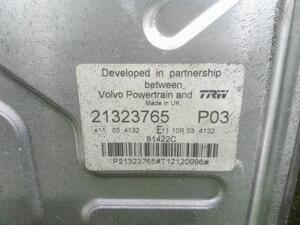 Developed in partnership
between
Volvo Powertrain and TRW
Made in UK
21323765 P03
e11 03 4132 E11 10R 03 4132
81422C
P21323765#T12120996#